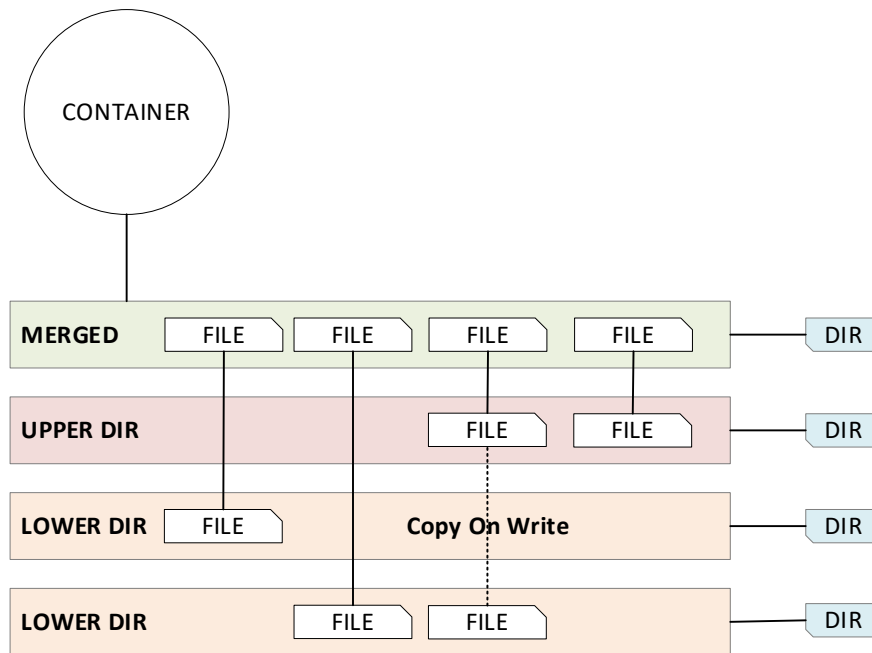 CONTAINER
MERGED FILE FILE FILE FILE DIR
UPPER DIR FILE FILE DIR
LOWER DIR FILE Copy On Write DIR
LOWER DIR FILE FILE DIR